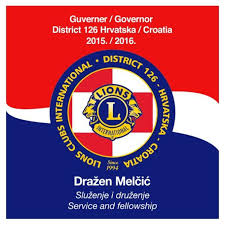 Guverner / Governor
District 126 Hrvatska / Croatia
2015. / 2016.
LIONS CLUBS INTERNATIONAL • DISTRICT 126 - HRVATSKA - CROATIA
LIONS
L
INTERNATIONAL
Since
1994
Dražen Melčić
Služenje i druženje
Service and fellowship